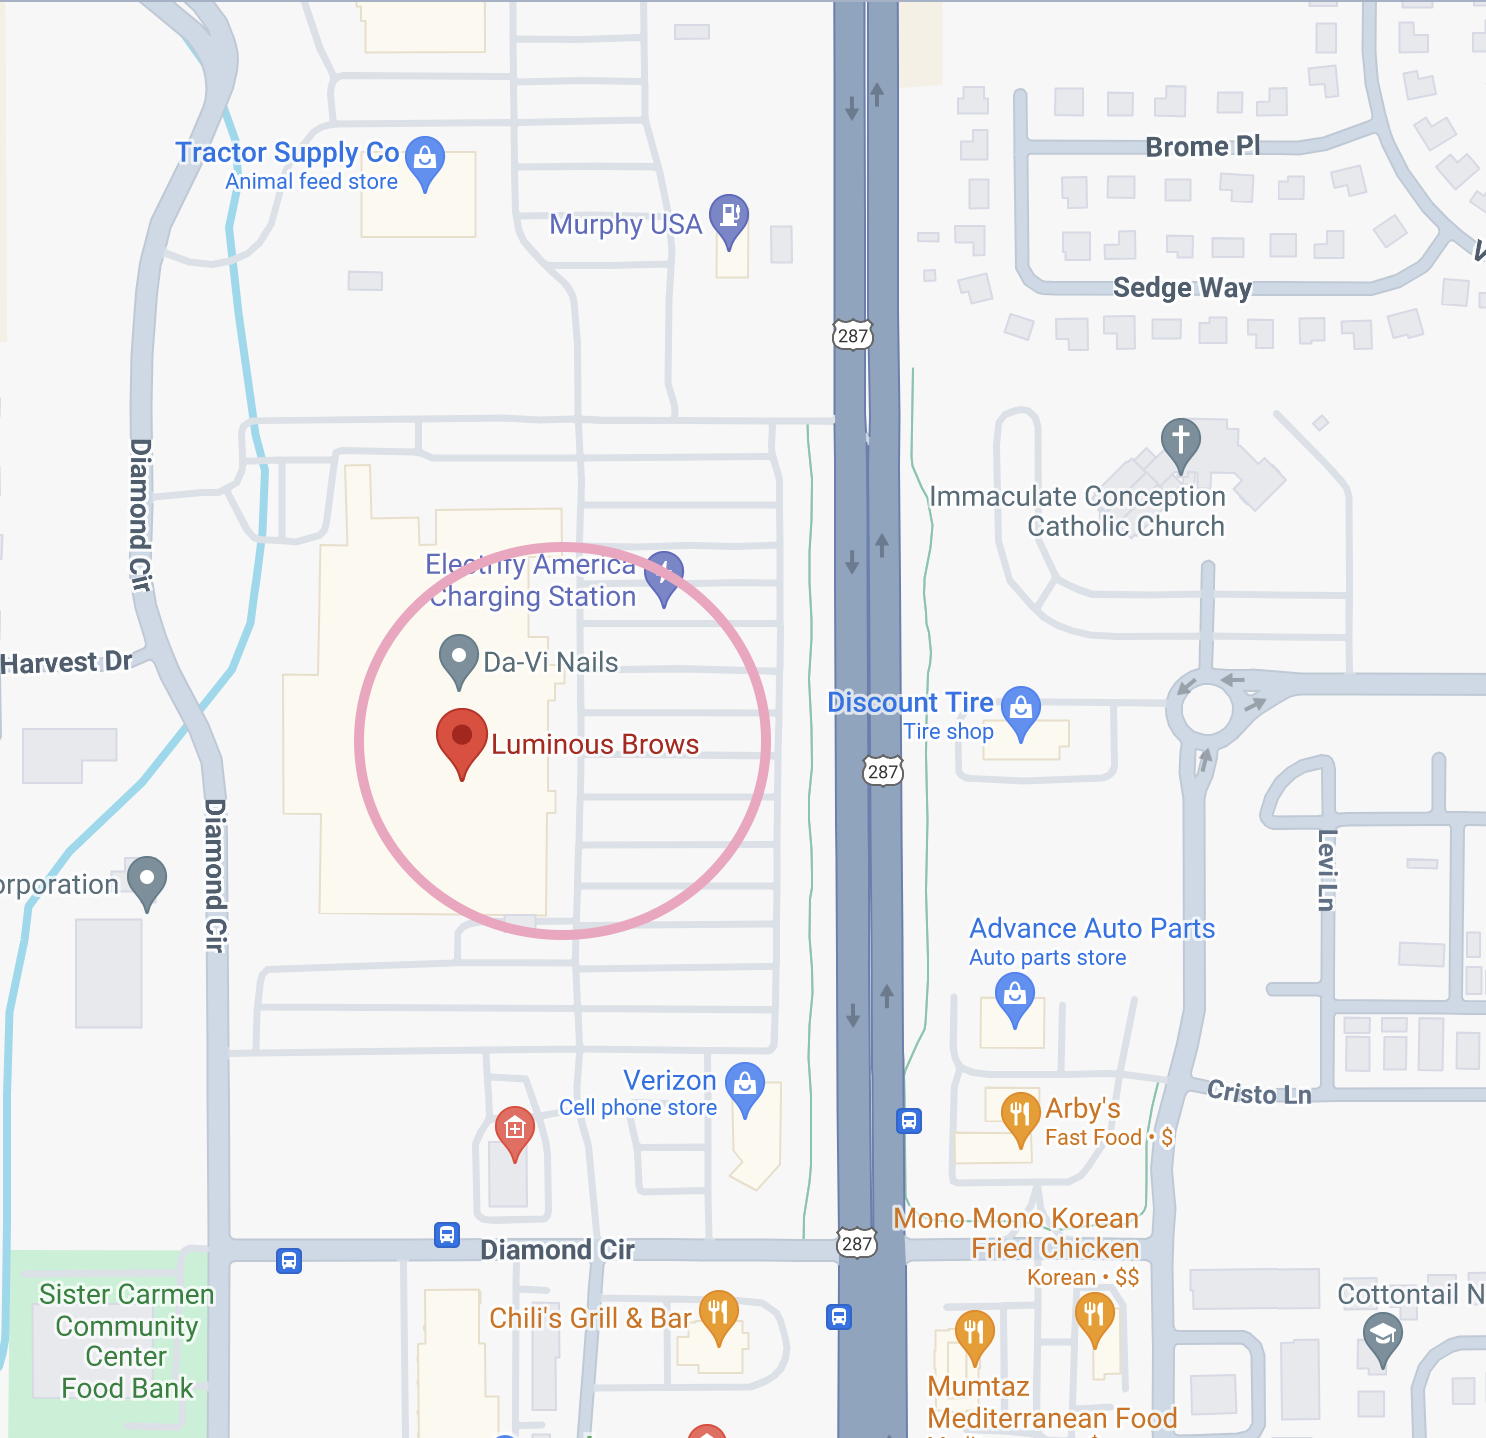 Brome Pl
Tractor Supply Co
Animal feed store
Murphy USA
Sedge Way
287
Diamond Cir
Immaculate Conception
Catholic Church
Electrify America
Charging Station
Harvest Dr
Da-Vi Nails
Discount Tire
Tire shop
Luminous Brows
287
Diamond Cir
Levi Ln
orporation
Advance Auto Parts
Auto parts store
Verizon
Cell phone store
Cristo Ln
Arby's
Fast Food • $
Mono Mono Korean
Fried Chicken
Korean • $$
287
Diamond Cir
Sister Carmen
Community
Center
Food Bank
Chili's Grill & Bar
Cottontail N
Mumtaz
Mediterranean Food